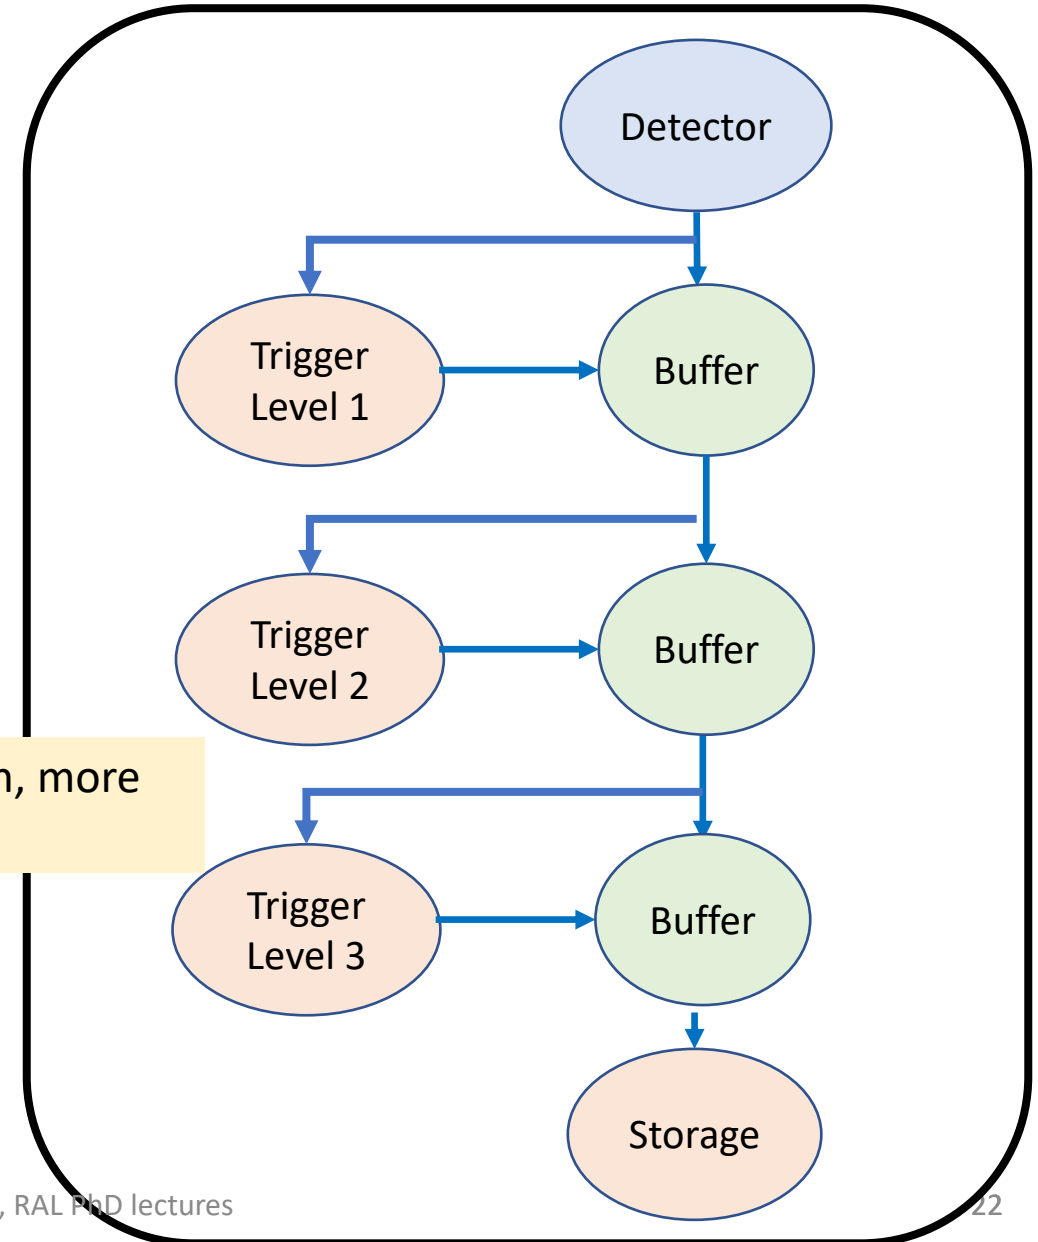 Detector
Trigger
Level 1
Buffer
Trigger
Level 2
Buffer
, more
Trigger
Level 3
Buffer
Storage
, RAL PhD lectures
22